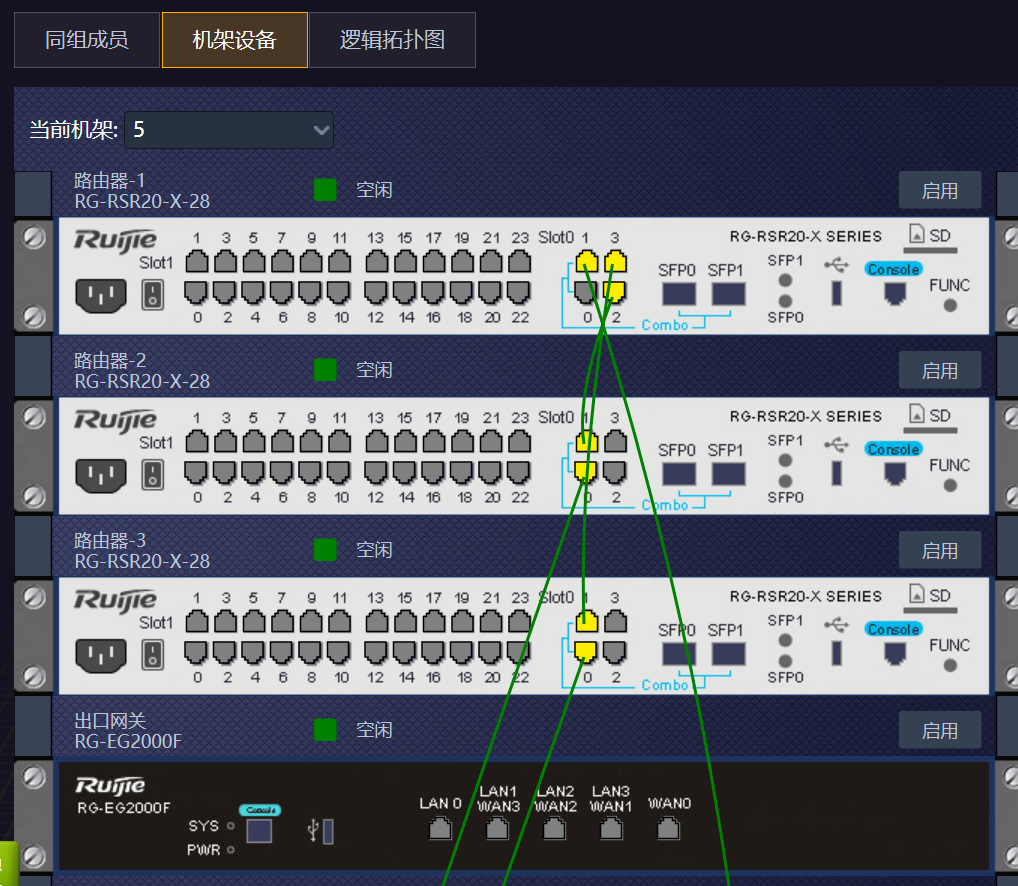 同组成员 机架设备 逻辑拓扑图
当前机架: 5
路由器-1
RG-RSR20-X-28
空闲 启用
Ruijie 1 3 5 7 9 11 13 15 17 19 21 23 Slot0 1 3 RG-RSR20-X SERIES SD
Slot1 SFP0 SFP1 SFP1 Console FUNC
0 2 4 6 8 10 12 14 16 18 20 22 0 2 SFP0
Combo
路由器-2
RG-RSR20-X-28
空闲 启用
Ruijie 1 3 5 7 9 11 13 15 17 19 21 23 Slot0 1 3 RG-RSR20-X SERIES SD
Slot1 SFP0 SFP1 SFP1 Console FUNC
0 2 4 6 8 10 12 14 16 18 20 22 0 2 SFP0
Combo
路由器-3
RG-RSR20-X-28
空闲 启用
Ruijie 1 3 5 7 9 11 13 15 17 19 21 23 Slot0 1 3 RG-RSR20-X SERIES SD
Slot1 SFP0 SFP1 SFP1 Console FUNC
0 2 4 6 8 10 12 14 16 18 20 22 0 2 SFP0
Combo
出口网关
RG-EG2000F
空闲 启用
Ruijie
RG-EG2000F
Console
SYS
PWR
LAN 0 LAN1 LAN2 LAN3 WAN0
WAN3 WAN2 WAN1